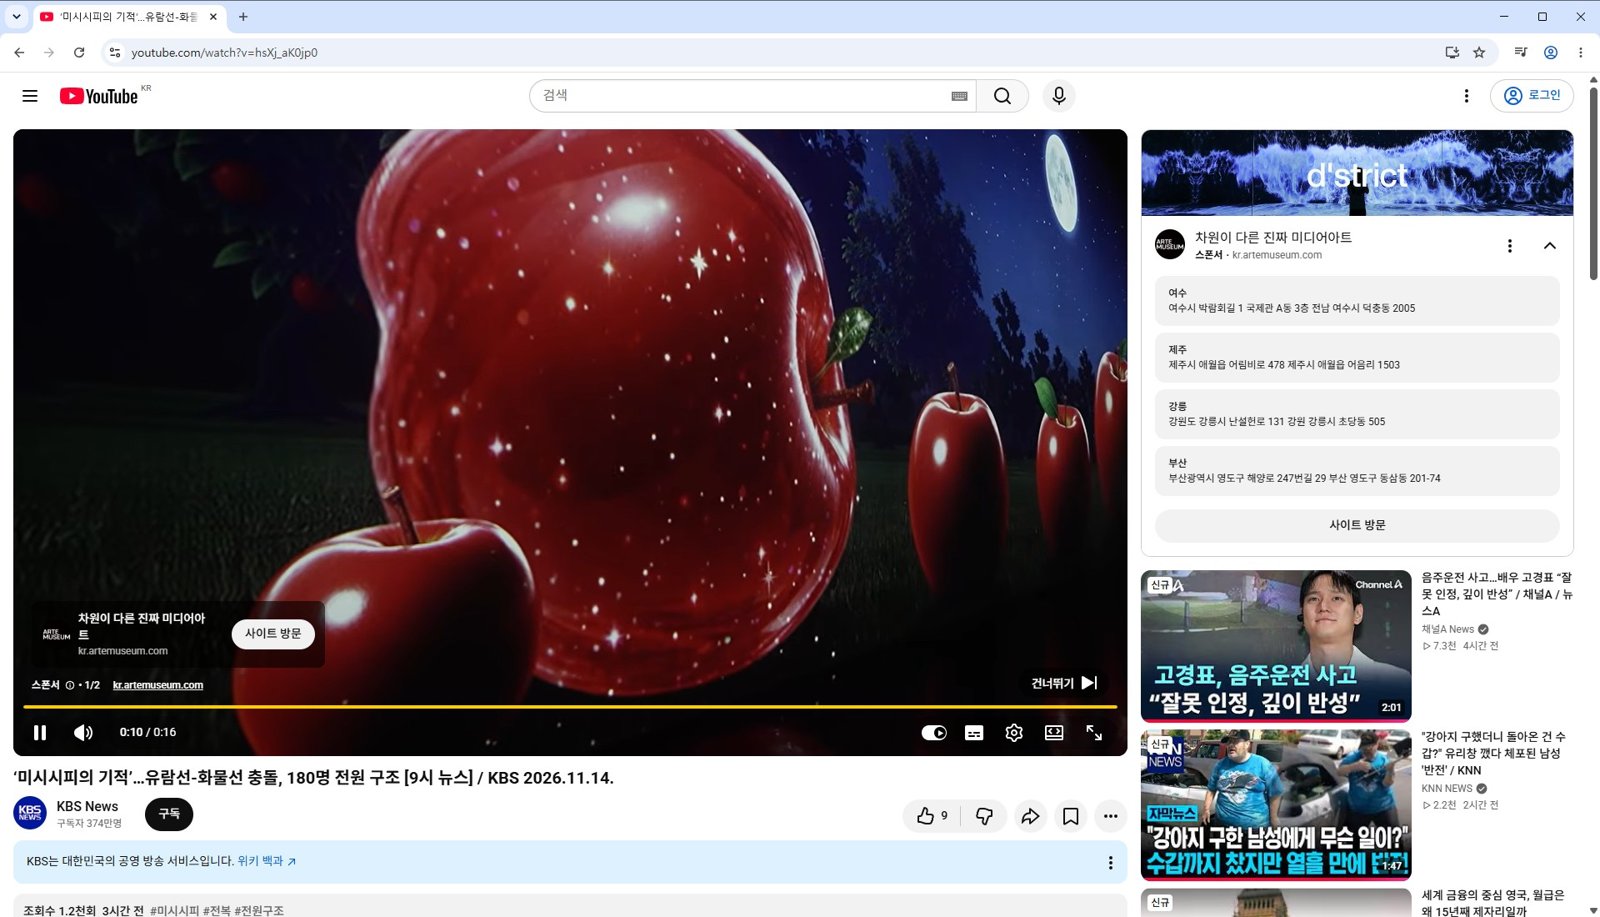 '미시시피의 기적'...유람선-화물
youtube.com/watch?v=hsXj_aK0jp0
YouTube KR
검색
로그인
차원이 다른 진짜 미디어아
트
kr.artemuseum.com
ARTE
MUSEUM
사이트 방문
스폰서 · 1/2 kr.artemuseum.com
건너뛰기
0:10 / 0:16
'미시시피의 기적'...유람선-화물선 충돌, 180명 전원 구조 [9시 뉴스] / KBS 2026.11.14.
KBS
NEWS
KBS News
구독자 374만명
구독
9
KBS는 대한민국의 공영 방송 서비스입니다. 위키 백과
조회수 1.2천회 3시간 전 #미시시피 #전복 #전원구조
d'strict
ARTE
MUSEUM
차원이 다른 진짜 미디어아트
스폰서 · kr.artemuseum.com
여수
여수시 박람회길 1 국제관 A동 3층 전남 여수시 덕충동 2005
제주
제주시 애월읍 어림비로 478 제주시 애월읍 어음리 1503
강릉
강원도 강릉시 난설헌로 131 강원 강릉시 초당동 505
부산
부산광역시 영도구 해양로 247번길 29 부산 영도구 동삼동 201-74
사이트 방문
신규
Channel A
고경표, 음주운전 사고
"잘못 인정, 깊이 반성"
2:01
음주운전 사고...배우 고경표 "잘
못 인정, 깊이 반성" / 채널A / 뉴
스A
채널A News
7.3천 4시간 전
신규
KNN
NEWS
자막뉴스
"강아지 구한 남성에게 무슨 일이?"
수갑까지 찼지만 열흘 만에 반전!
1:47
"강아지 구했더니 돌아온 건 수
갑?" 유리창 깼다 체포된 남성
'반전' / KNN
KNN NEWS
2.2천 2시간 전
신규
세계 금융의 중심 영국, 월급은
왜 15년째 제자리일까